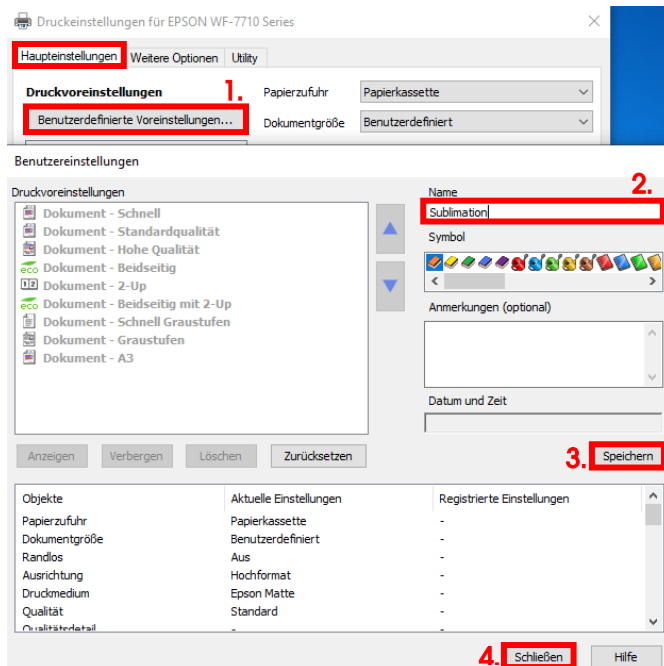 Druckeinstellungen für EPSON WF-7710 Series
Haupteinstellungen Weitere Optionen Utility
1.
Druckvoreinstellungen Papierzufuhr Papierkassette
Benutzerdefinierte Voreinstellungen... Dokumentgröße Benutzerdefiniert
Benutzereinstellungen
Druckvoreinstellungen Name 2.
Dokument - Schnell Sublimation
Dokument - Standardqualität Symbol
Dokument - Hohe Qualität
eco Dokument - Beidseitig
12 Dokument - 2-Up
eco Dokument - Beidseitig mit 2-Up Anmerkungen (optional)
Dokument - Schnell Graustufen
Dokument - Graustufen
Dokument - A3
Datum und Zeit
Anzeigen Verbergen Löschen Zurücksetzen 3. Speichern
Objekte Aktuelle Einstellungen Registrierte Einstellungen
Papierzufuhr Papierkassette -
Dokumentgröße Benutzerdefiniert -
Randlos Aus -
Ausrichtung Hochformat -
Druckmedium Epson Matte -
Qualität Standard -
Qualitätsdetail - -
4. Schließen Hilfe